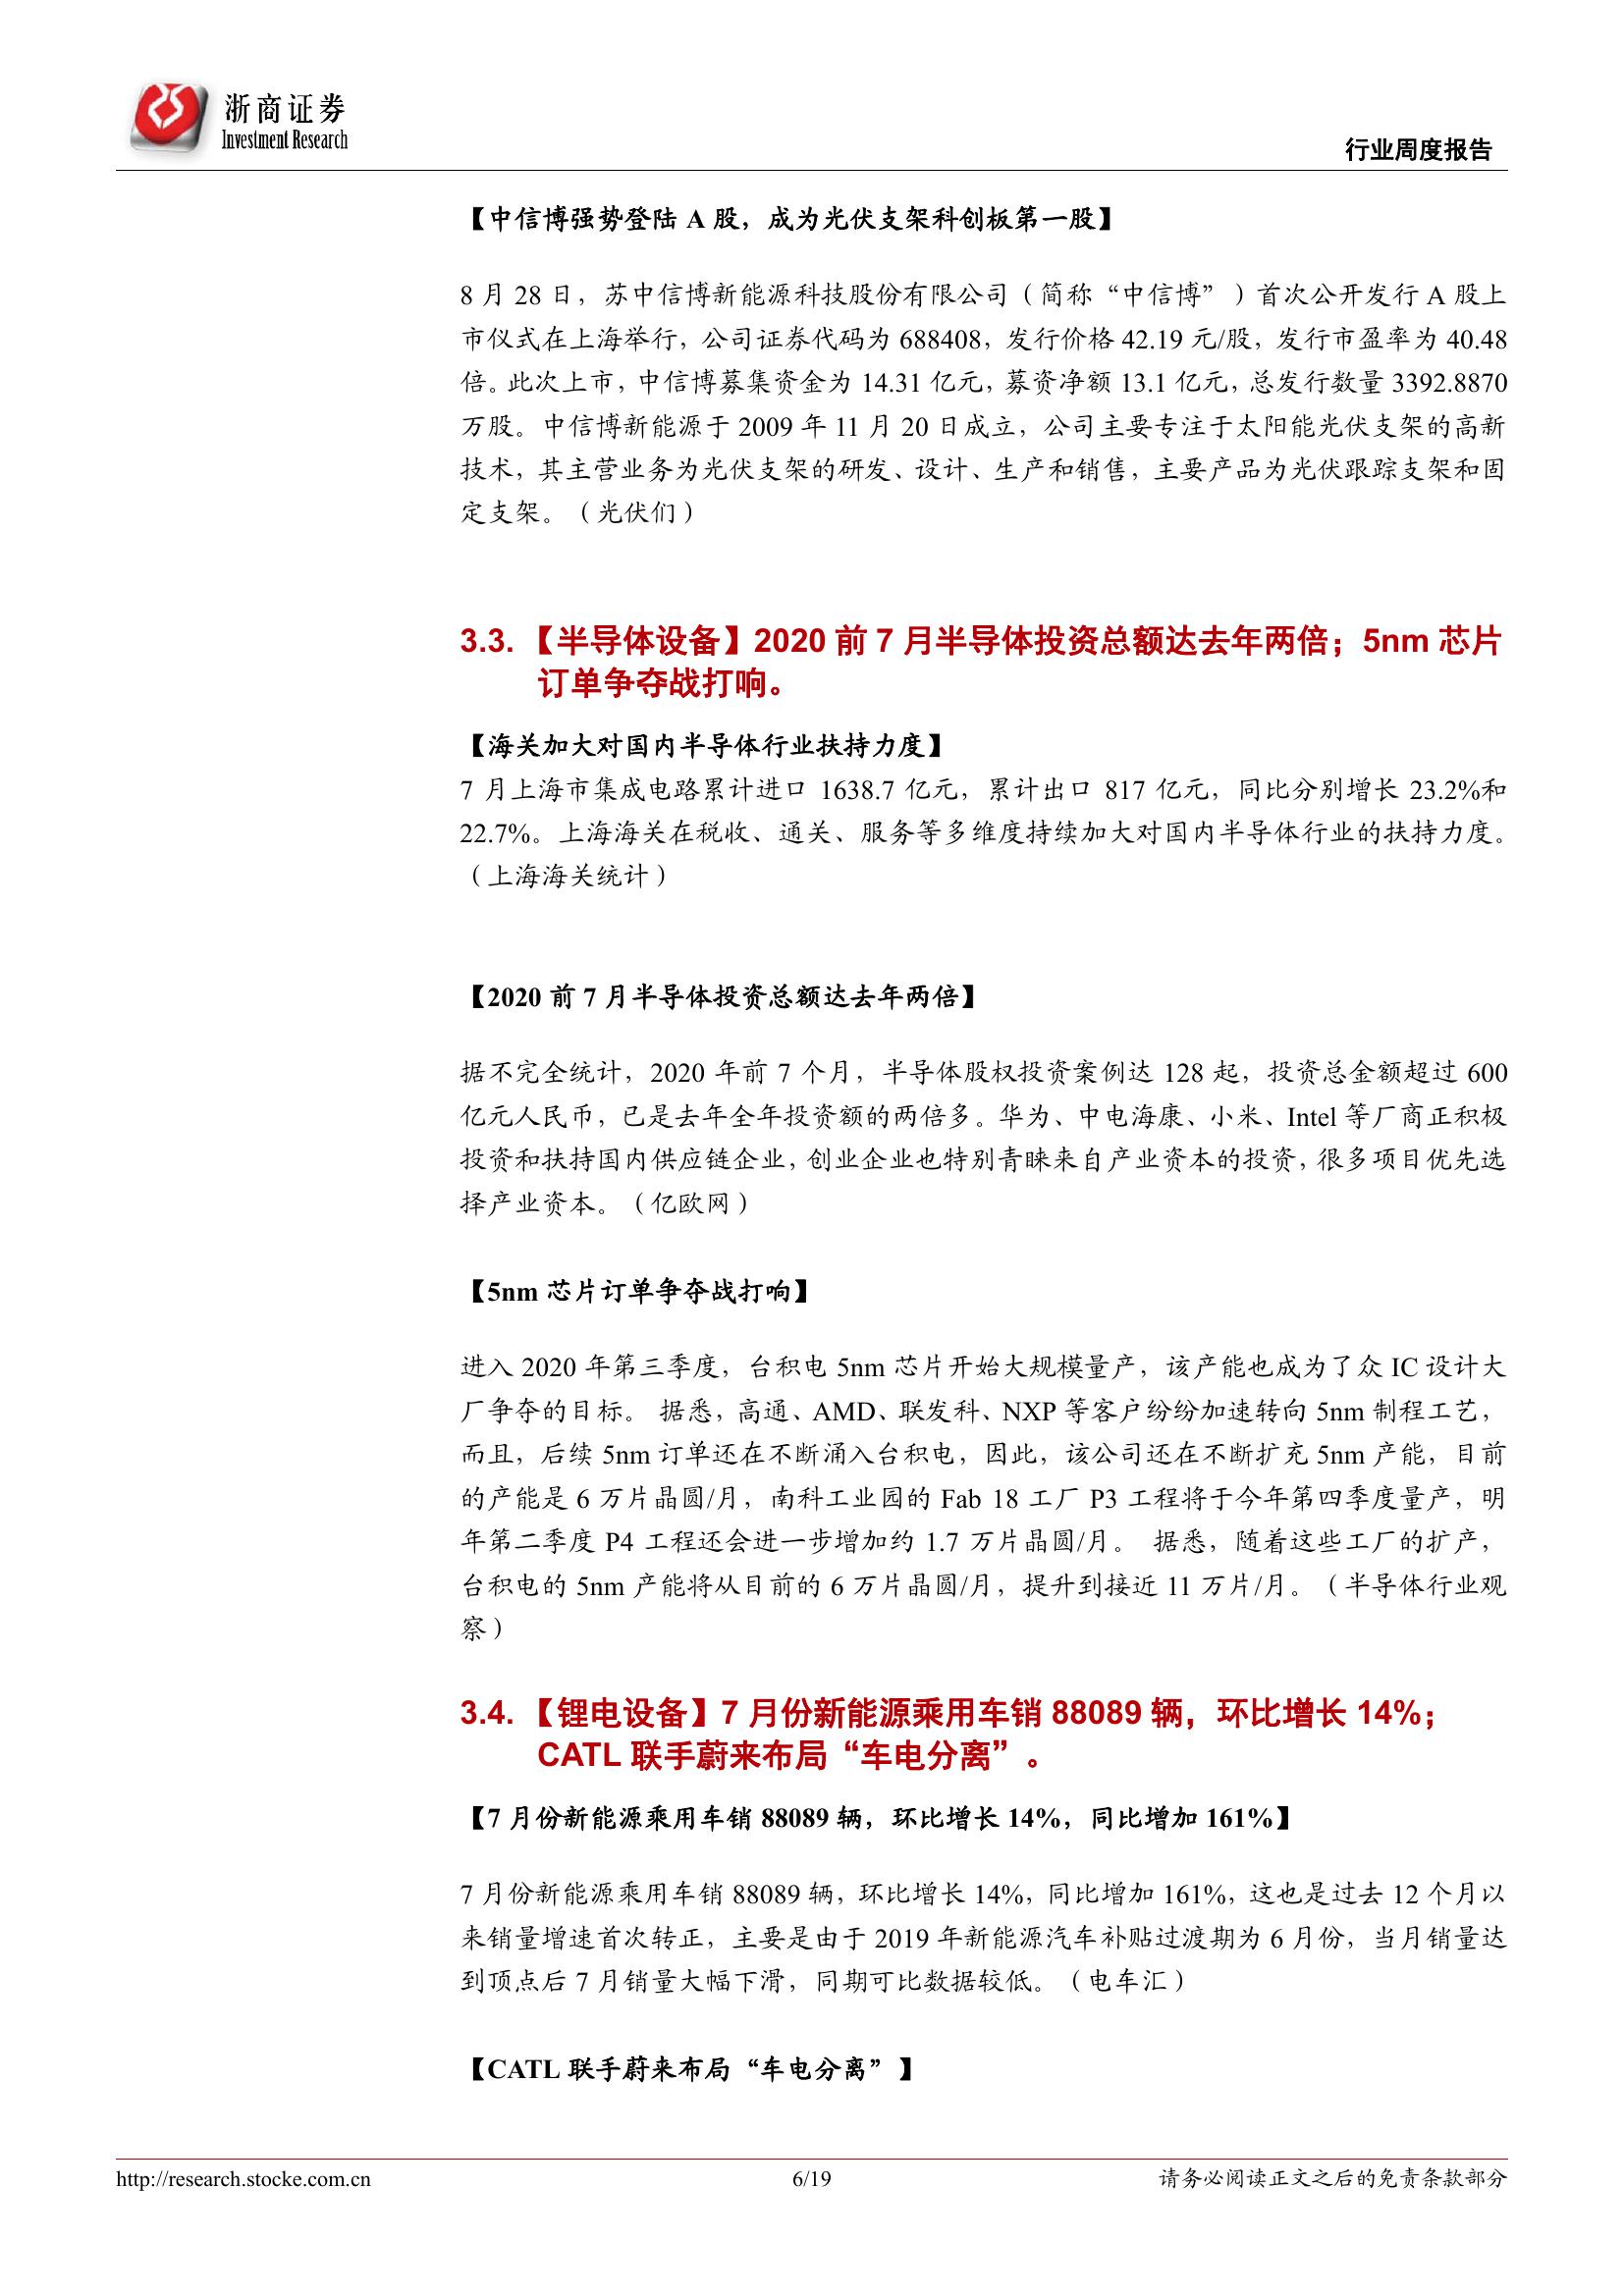 浙商证券
Investment Research
行业周度报告
【中信博强势登陆 A 股，成为光伏支架科创板第一股】
8 月 28 日，苏中信博新能源科技股份有限公司（简称“中信博”）首次公开发行 A 股上
市仪式在上海举行，公司证券代码为 688408，发行价格 42.19 元/股，发行市盈率为 40.48
倍。此次上市，中信博募集资金为 14.31 亿元，募资净额 13.1 亿元，总发行数量 3392.8870
万股。中信博新能源于 2009 年 11 月 20 日成立，公司主要专注于太阳能光伏支架的高新
技术，其主营业务为光伏支架的研发、设计、生产和销售，主要产品为光伏跟踪支架和固
定支架。（光伏们）
3.3. 【半导体设备】2020 前 7 月半导体投资总额达去年两倍；5nm 芯片
订单争夺战打响。
【海关加大对国内半导体行业扶持力度】
7 月上海市集成电路累计进口 1638.7 亿元，累计出口 817 亿元，同比分别增长 23.2%和
22.7%。上海海关在税收、通关、服务等多维度持续加大对国内半导体行业的扶持力度。
（上海海关统计）
【2020 前 7 月半导体投资总额达去年两倍】
据不完全统计，2020 年前 7 个月，半导体股权投资案例达 128 起，投资总金额超过 600
亿元人民币，已是去年全年投资额的两倍多。华为、中电海康、小米、Intel 等厂商正积极
投资和扶持国内供应链企业，创业企业也特别青睐来自产业资本的投资，很多项目优先选
择产业资本。（亿欧网）
【5nm 芯片订单争夺战打响】
进入 2020 年第三季度，台积电 5nm 芯片开始大规模量产，该产能也成为了众 IC 设计大
厂争夺的目标。 据悉，高通、AMD、联发科、NXP 等客户纷纷加速转向 5nm 制程工艺，
而且，后续 5nm 订单还在不断涌入台积电，因此，该公司还在不断扩充 5nm 产能，目前
的产能是 6 万片晶圆/月，南科工业园的 Fab 18 工厂 P3 工程将于今年第四季度量产，明
年第二季度 P4 工程还会进一步增加约 1.7 万片晶圆/月。 据悉，随着这些工厂的扩产，
台积电的 5nm 产能将从目前的 6 万片晶圆/月，提升到接近 11 万片/月。（半导体行业观
察）
3.4. 【锂电设备】7 月份新能源乘用车销 88089 辆，环比增长 14%；
CATL 联手蔚来布局“车电分离”。
【7 月份新能源乘用车销 88089 辆，环比增长 14%，同比增加 161%】
7 月份新能源乘用车销 88089 辆，环比增长 14%，同比增加 161%，这也是过去 12 个月以
来销量增速首次转正，主要是由于 2019 年新能源汽车补贴过渡期为 6 月份，当月销量达
到顶点后 7 月销量大幅下滑，同期可比数据较低。（电车汇）
【CATL 联手蔚来布局“车电分离”】
http://research.stocke.com.cn
6/19
请务必阅读正文之后的免责条款部分